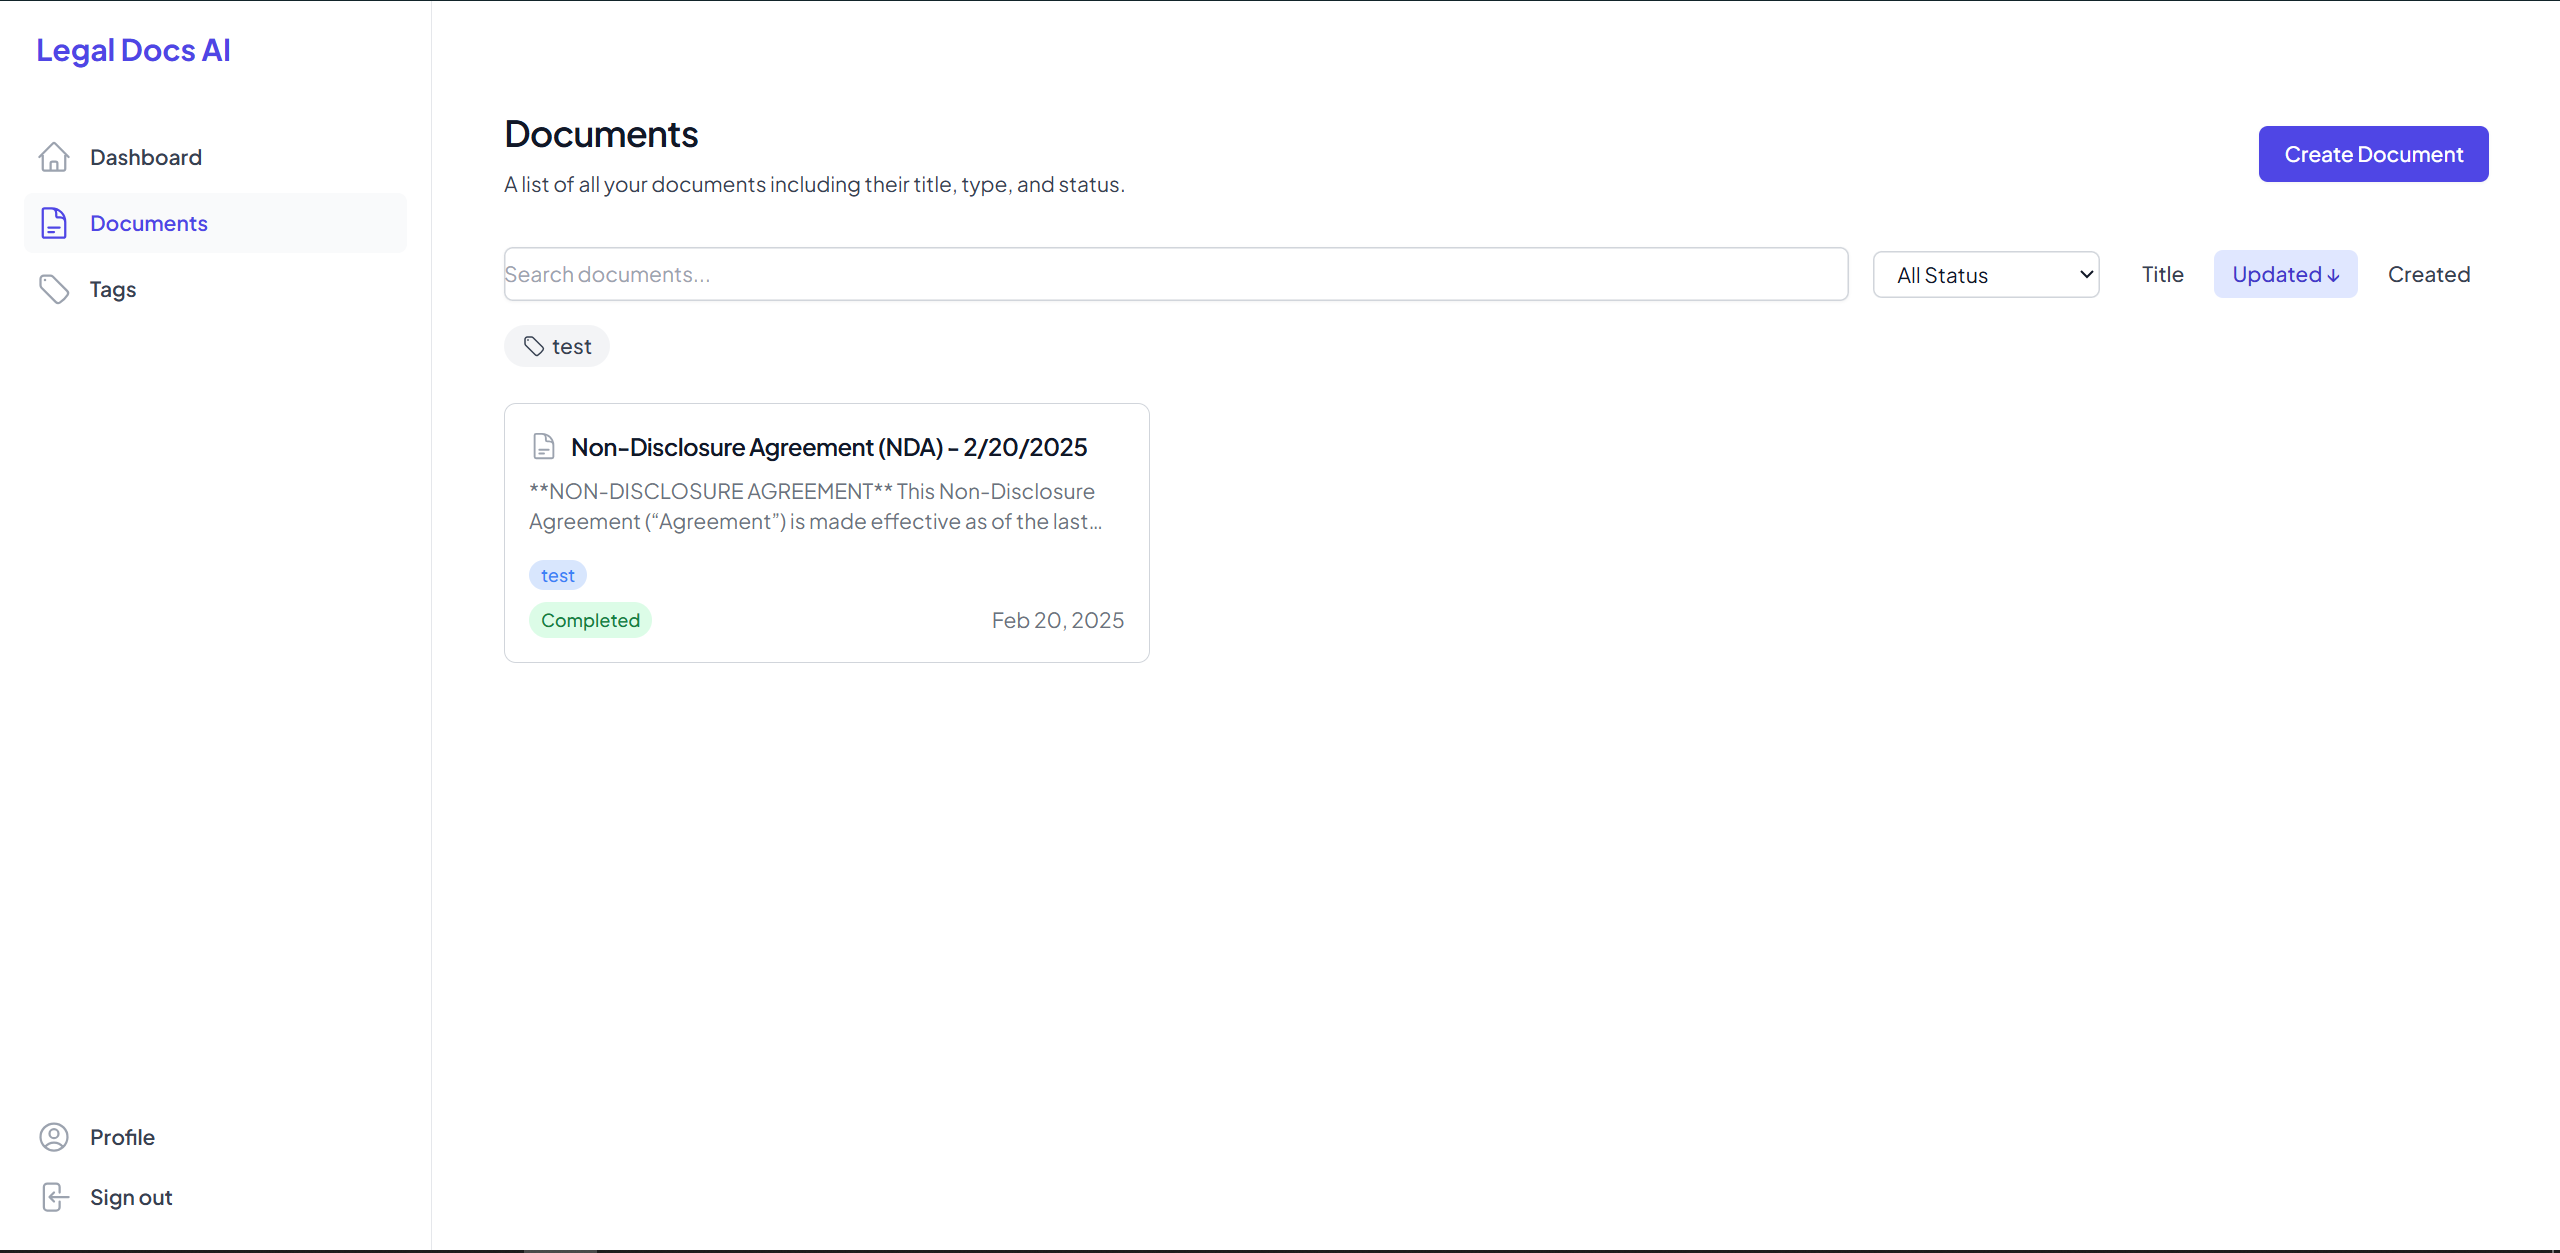 Legal Docs AI
Dashboard
Documents
Tags
Profile
Sign out
Documents
A list of all your documents including their title, type, and status.
Create Document
Search documents...
All Status
Title
Updated ↓
Created
test
Non-Disclosure Agreement (NDA) - 2/20/2025
**NON-DISCLOSURE AGREEMENT** This Non-Disclosure
Agreement (“Agreement”) is made effective as of the last...
test
Completed
Feb 20, 2025